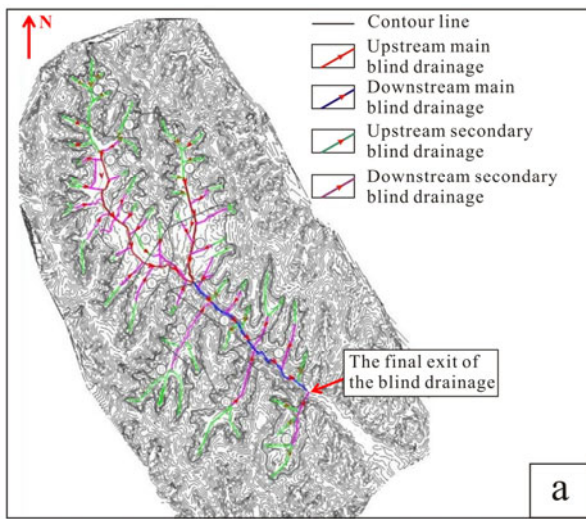 N
Contour line
Upstream main
blind drainage
Downstream main
blind drainage
Upstream secondary
blind drainage
Downstream secondary
blind drainage
The final exit of
the blind drainage
a